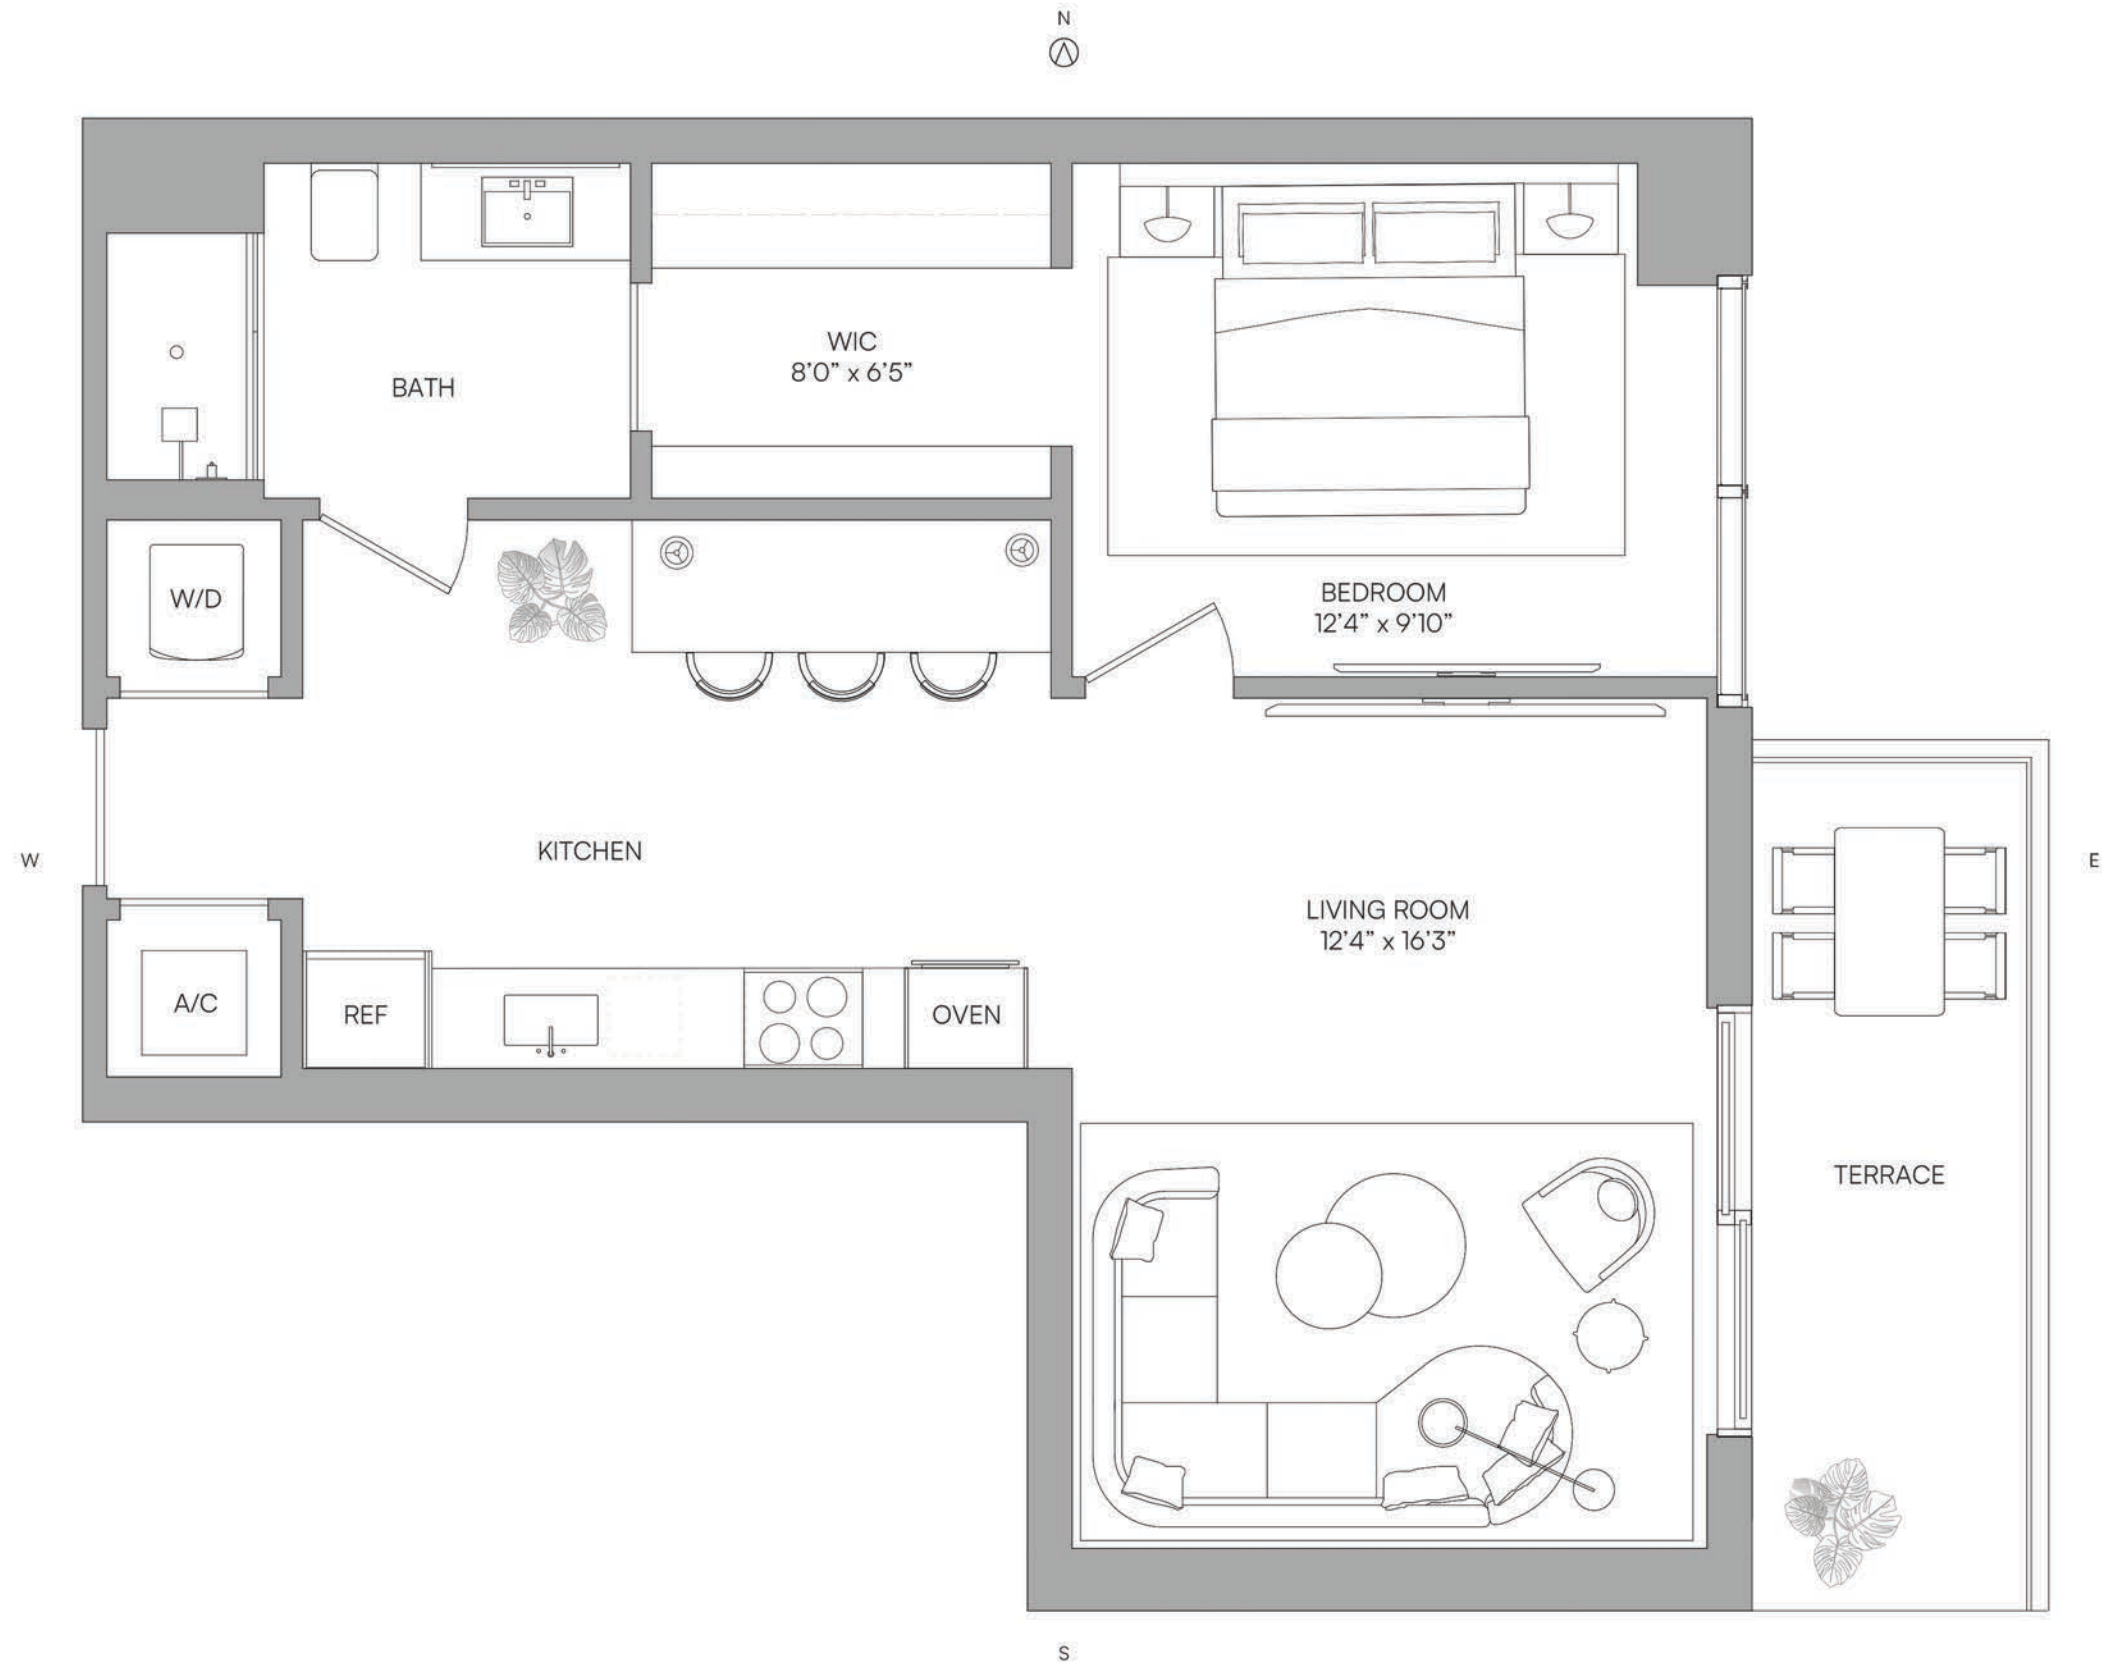 N
WIC
8’0” x 6’5”
BATH
BEDROOM
12’4” x 9’10”
W/D
KITCHEN
W
E
LIVING ROOM
12’4” x 16’3”
A/C
REF
OVEN
TERRACE
S